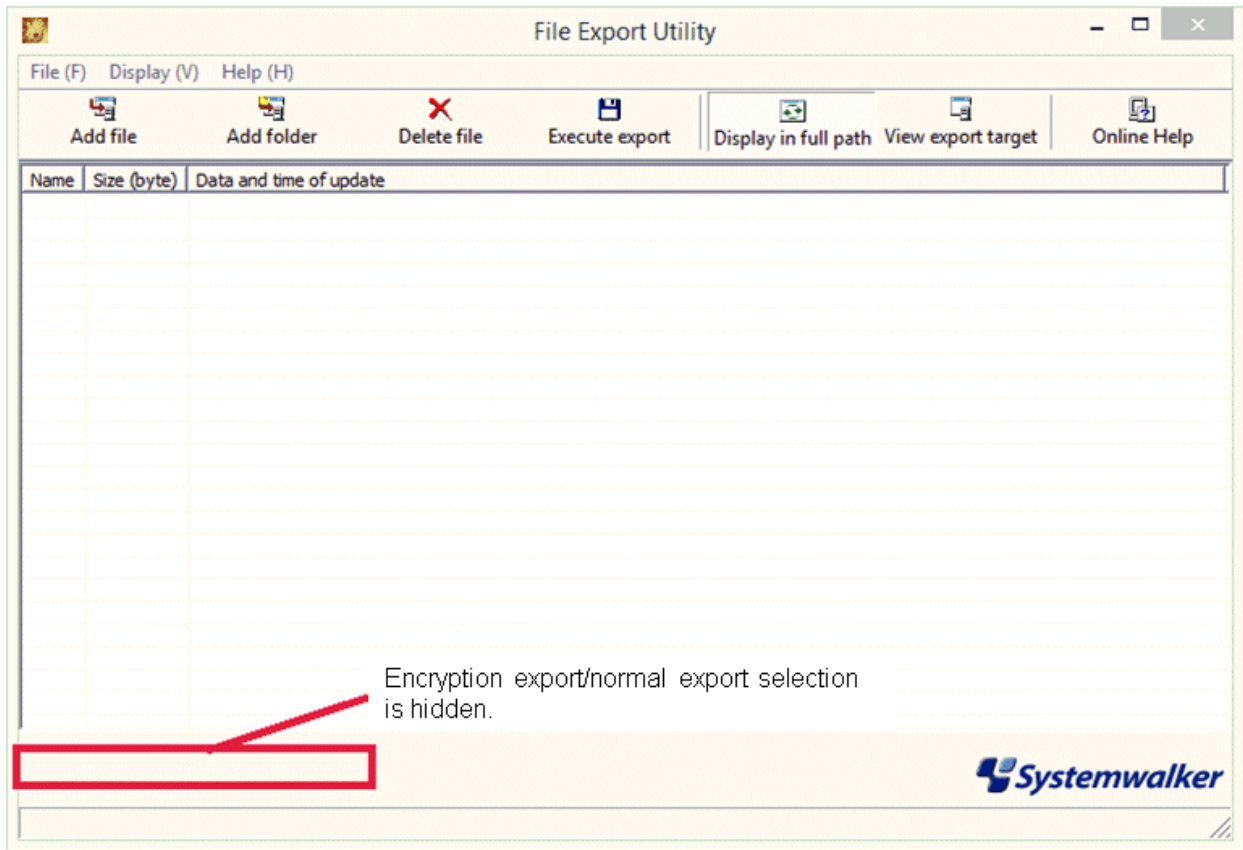 File Export Utility
File (F) Display (V) Help (H)
Add file Add folder Delete file Execute export Display in full path View export target Online Help
Name Size (byte) Data and time of update
Encryption export/normal export selection
is hidden.
Systemwalker